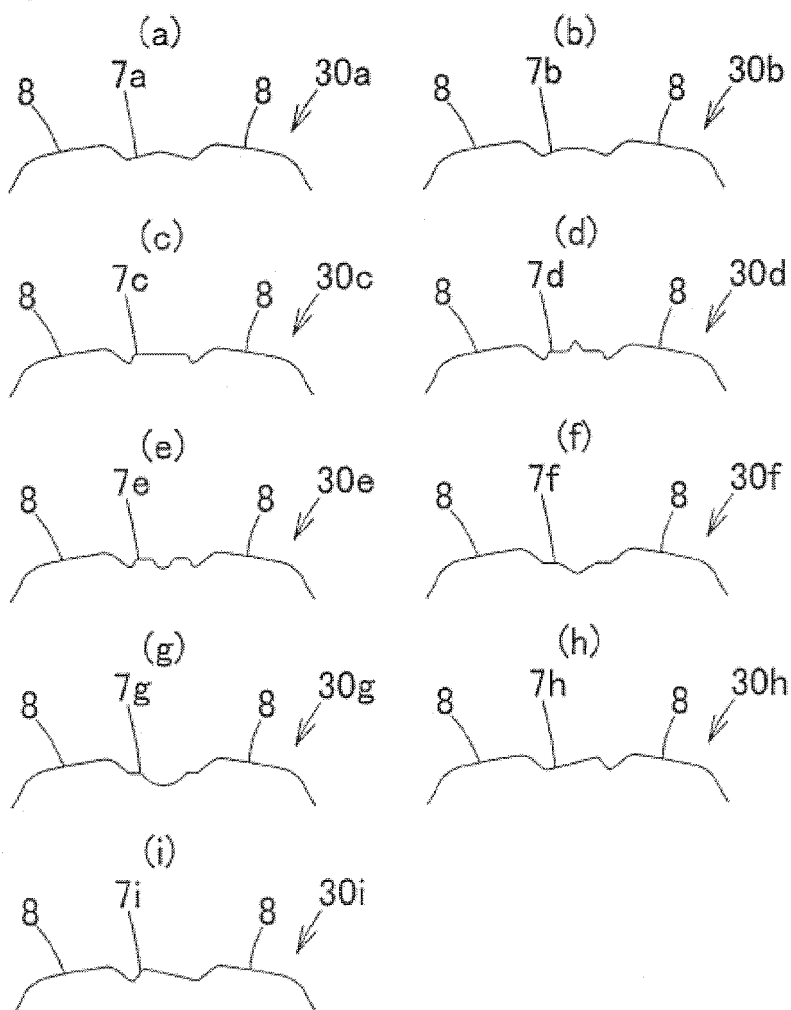 (a) (b)
8 7a 8 30a 8 7b 8 30b
(c) (d)
8 7c 8 30c 8 7d 8 30d
(e) (f)
8 7e 8 30e 8 7f 8 30f
(g) (h)
8 7g 8 30g 8 7h 8 30h
(i)
8 7i 8 30i